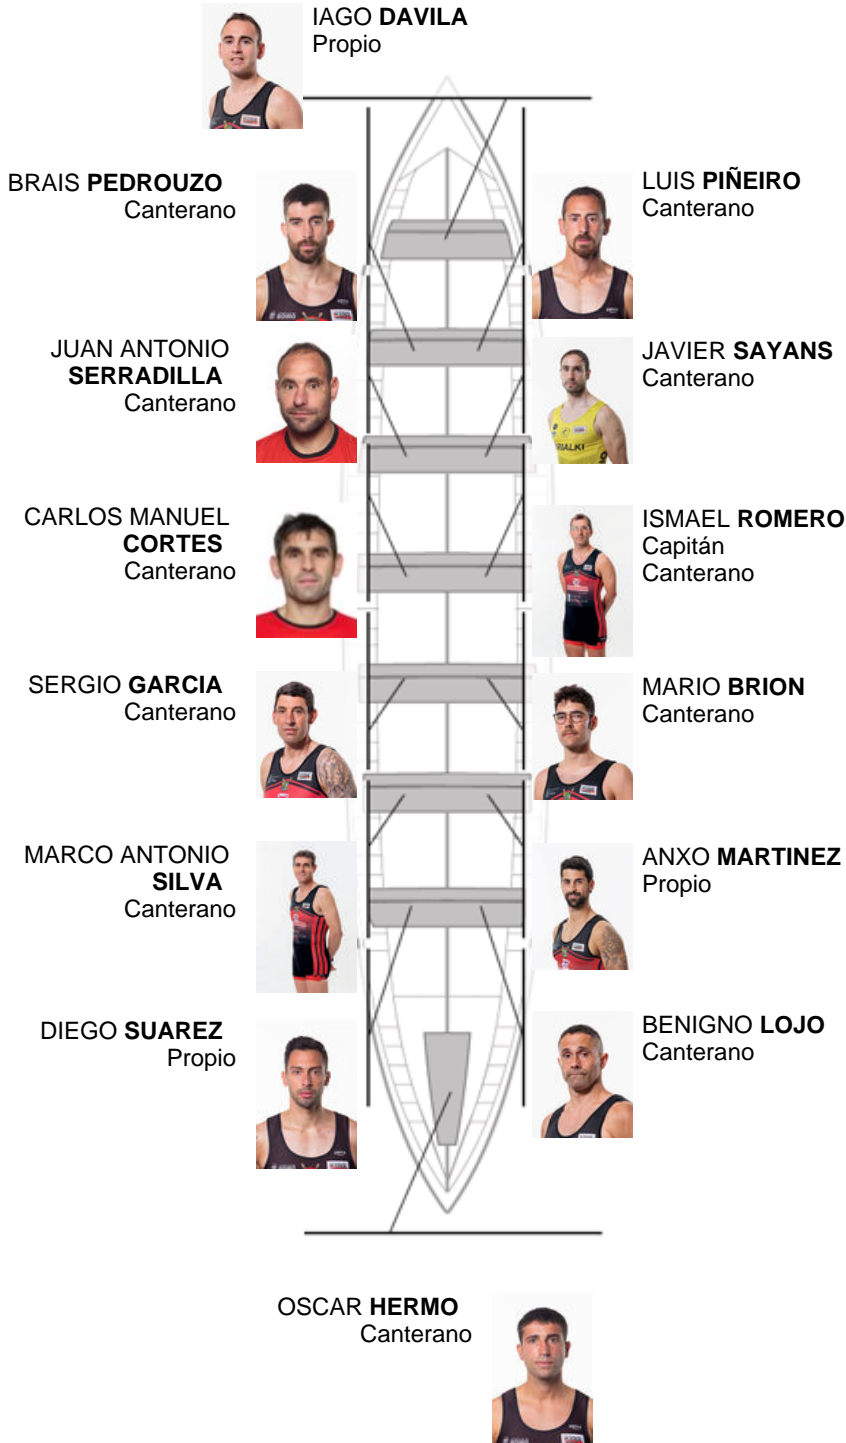 IAGO DAVILA
Propio
BRAIS PEDROUZO
Canterano
LUIS PIÑEIRO
Canterano
JUAN ANTONIO
SERRADILLA
Canterano
JAVIER SAYANS
Canterano
CARLOS MANUEL
CORTES
Canterano
ISMAEL ROMERO
Capitán
Canterano
SERGIO GARCIA
Canterano
MARIO BRION
Canterano
MARCO ANTONIO
SILVA
Canterano
ANXO MARTINEZ
Propio
DIEGO SUAREZ
Propio
BENIGNO LOJO
Canterano
OSCAR HERMO
Canterano